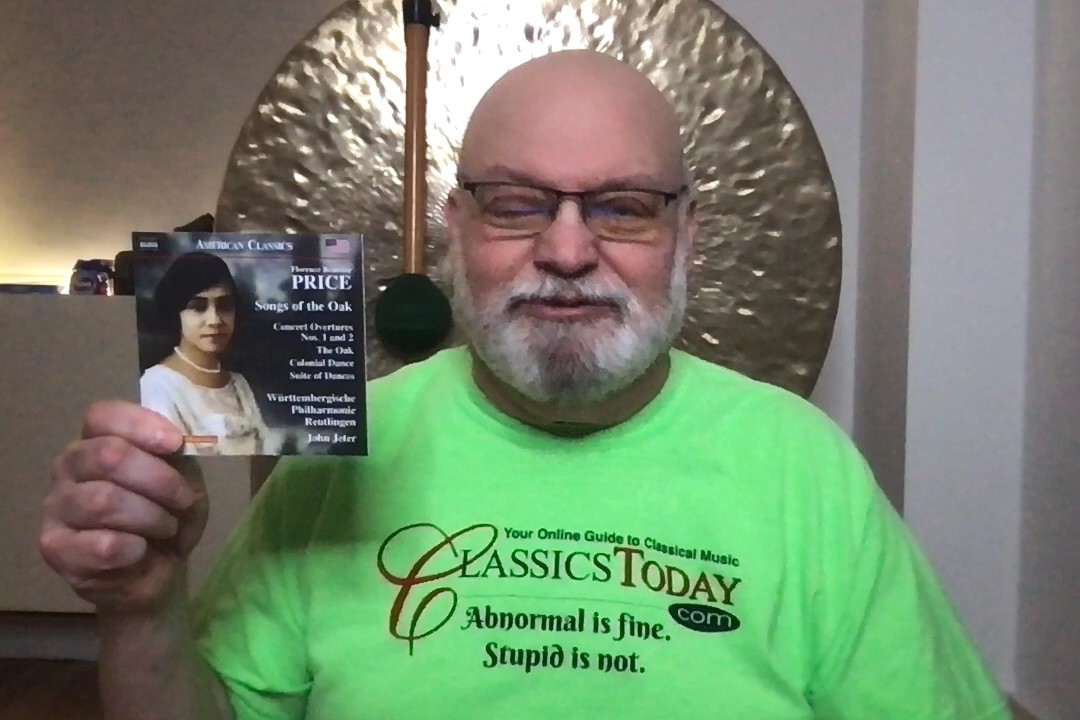 AMERICAN CLASSICS
PRICE
Songs of the Oak
Concert Overtures
Nos. 1 and 2
The Oak
Colonial Dance
Suite of Dances
Württembergische
Philharmonie
Reutlingen
John Jeter
Your Online Guide to Classical Music
CLASSICSTODAY
com
Abnormal is fine.
Stupid is not.